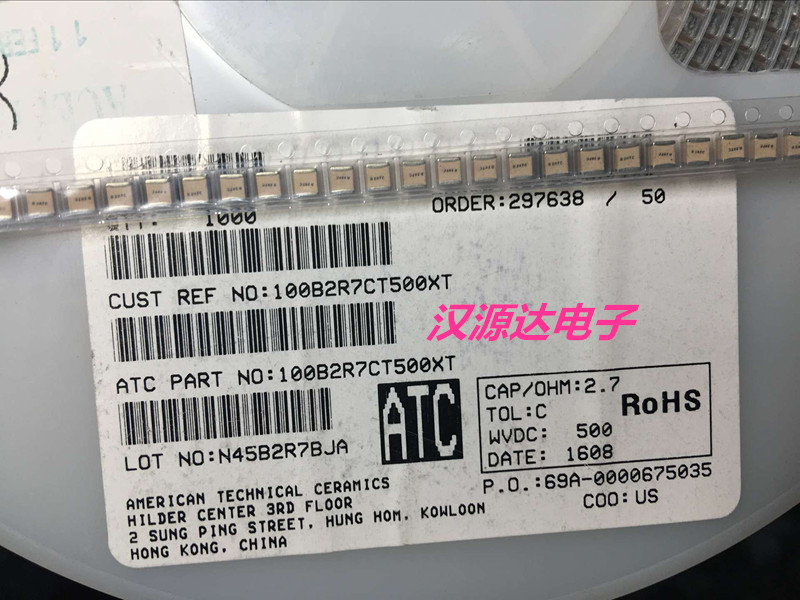 1000
ORDER:297638 / 50
CUST REF NO:100B2R7CT500XT
汉源达电子
ATC PART NO:100B2R7CT500XT
LOT NO:N45B2R7BJA
ATC
CAP/OHM:2.7
TOL:C
RoHS
WVDC: 500
DATE: 1608
P.O.:69A-0000675035
COO:US
AMERICAN TECHNICAL CERAMICS
HILDER CENTER 3RD FLOOR
2 SUNG PING STREET, HUNG HOM, KOWLOON
HONG KONG, CHINA